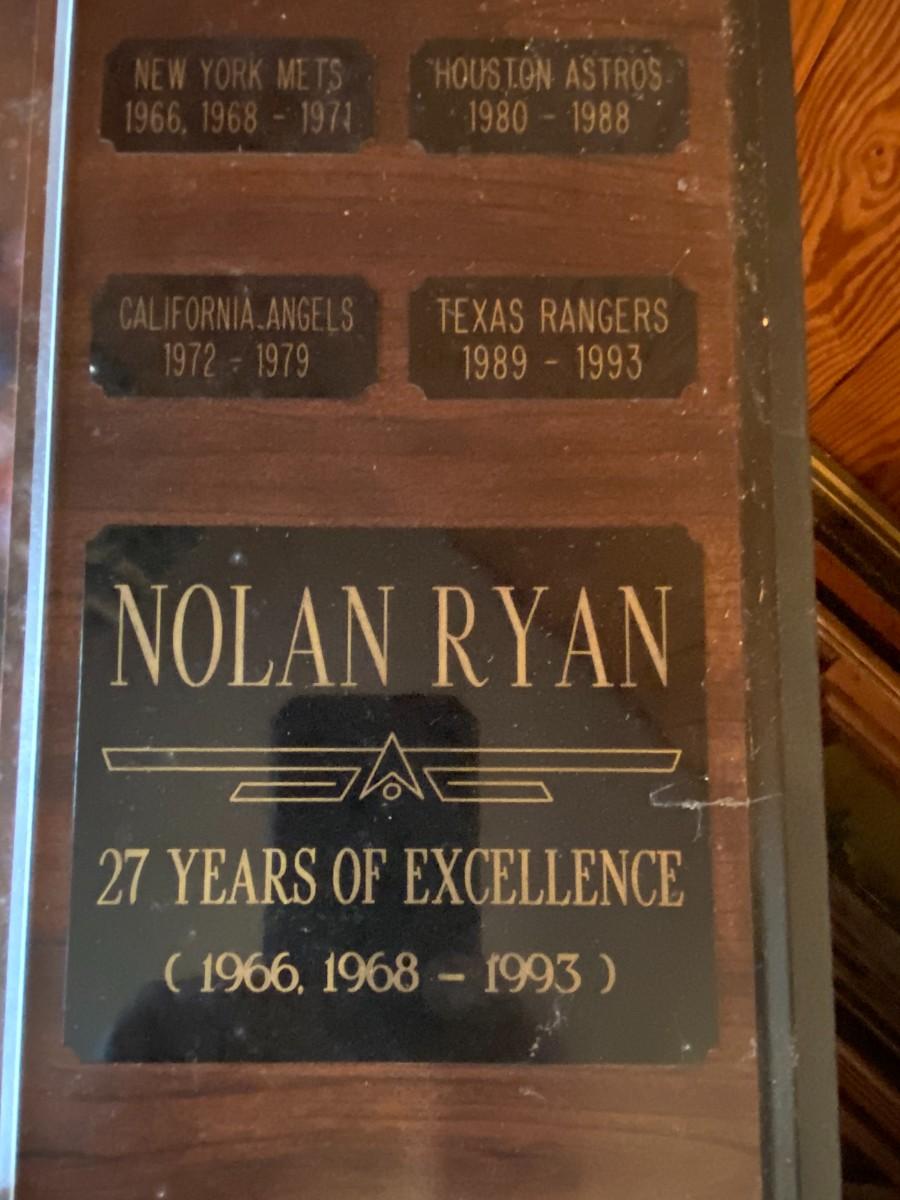 NEW YORK METS
1966, 1968 - 1971
HOUSTON ASTROS
1980 - 1988
CALIFORNIA ANGELS
1972 - 1979
TEXAS RANGERS
1989 - 1993
NOLAN RYAN
27 YEARS OF EXCELLENCE
( 1966, 1968 – 1993 )